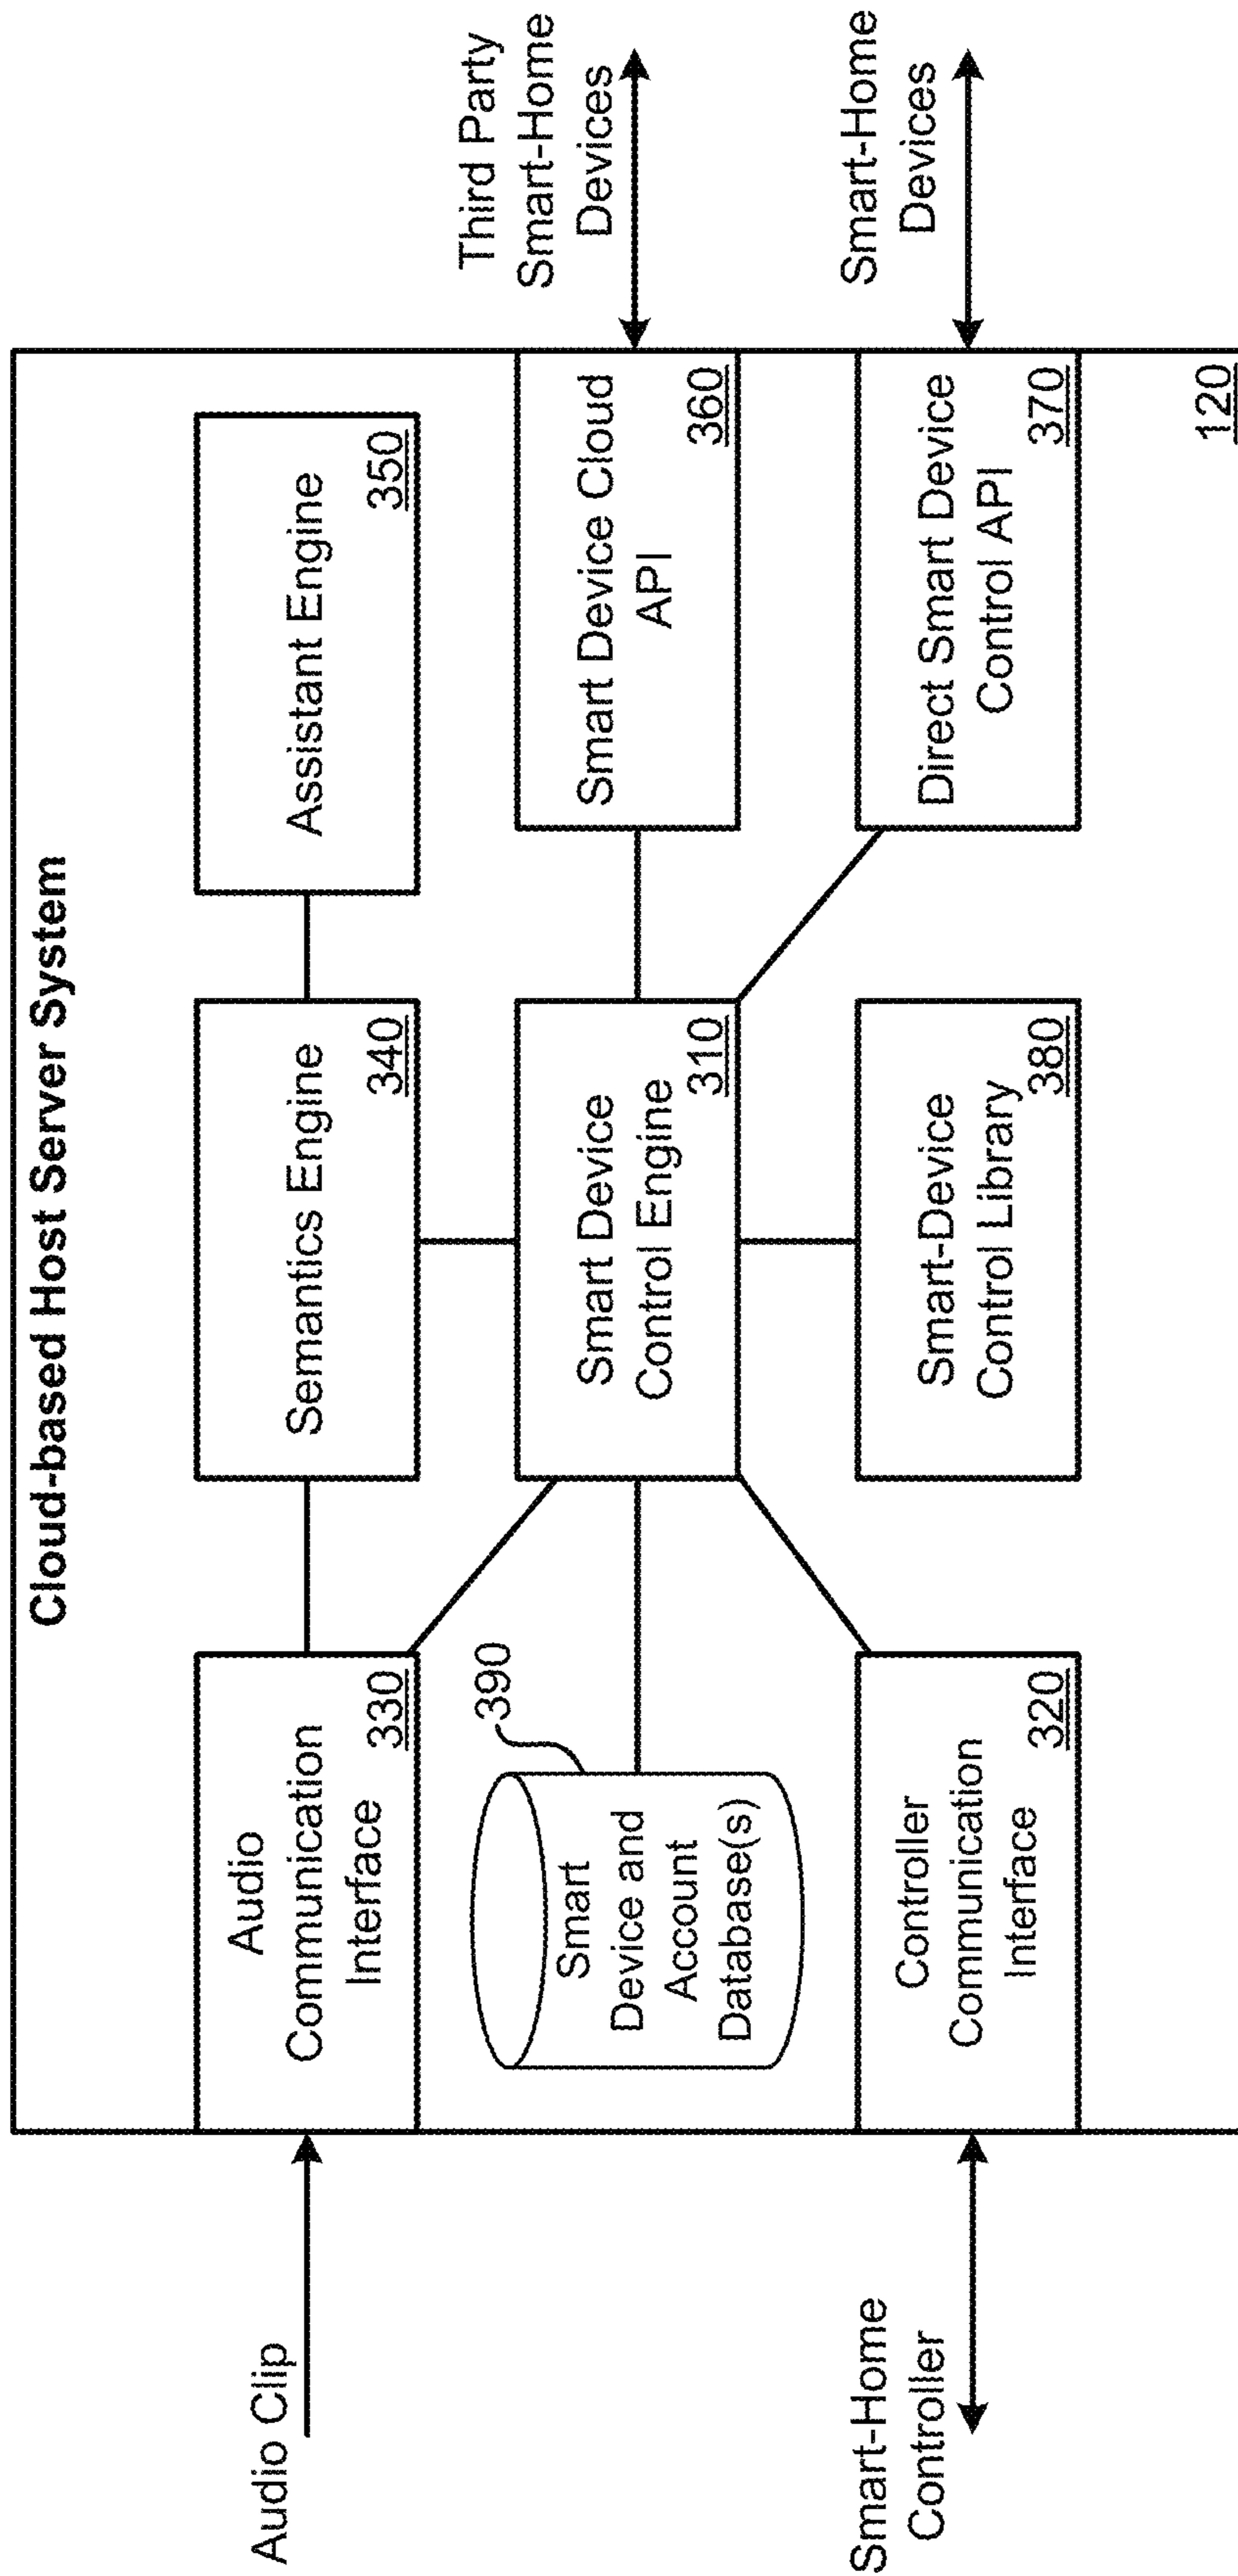 Cloud-based Host Server System
Audio Clip
Audio
Communication
Interface
330
Semantics Engine
340
Assistant Engine
350
390
Smart
Device and
Account
Database(s)
Smart Device
Control Engine
310
Smart Device Cloud
API
360
Third Party
Smart-Home
Devices
Smart-Home
Controller
Controller
Communication
Interface
320
Smart-Device
Control Library
380
Direct Smart Device
Control API
370
Smart-Home
Devices
120